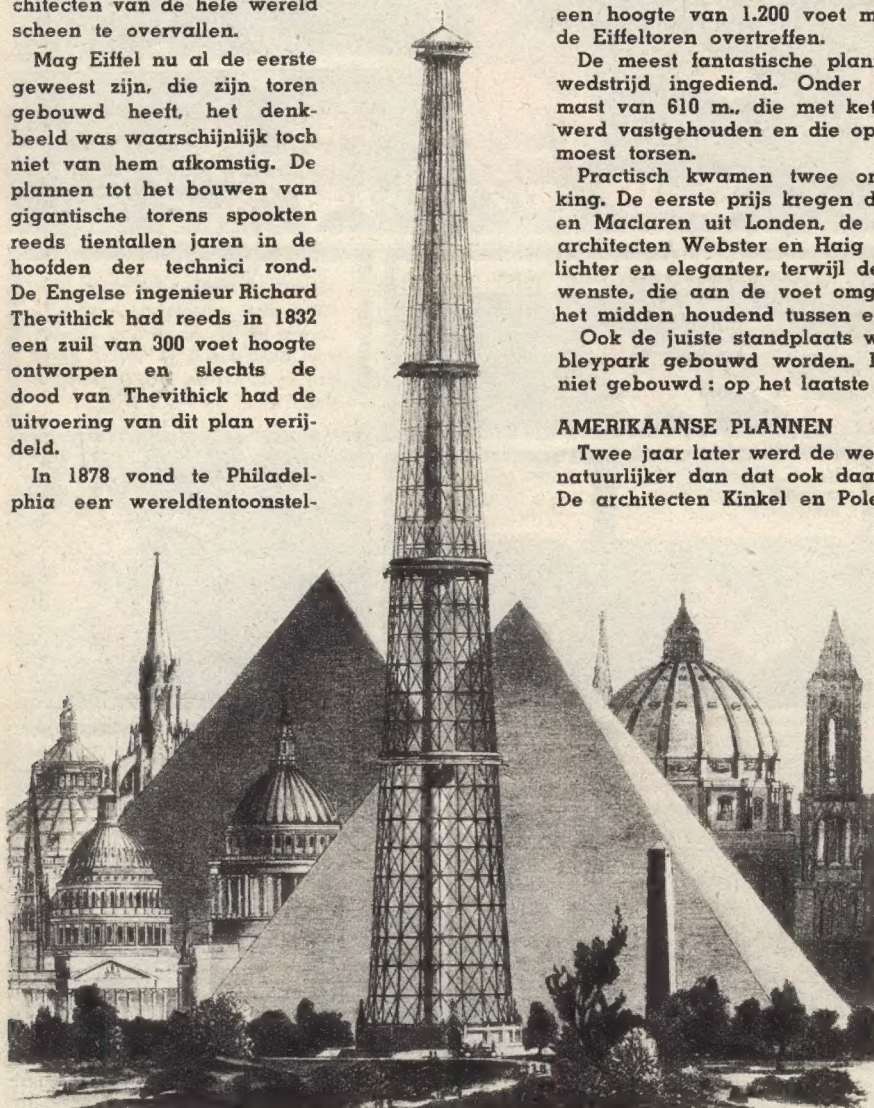 chitecten van de hele wereld
scheen te overvallen.
Mag Eiffel nu al de eerste
geweest zijn, die zijn toren
gebouwd heeft, het denk-
beeld was waarschijnlijk toch
niet van hem afkomstig. De
plannen tot het bouwen van
gigantische torens spookten
reeds tientallen jaren in de
hoofden der technici rond.
De Engelse ingenieur Richard
Thevithick had reeds in 1832
een zuil van 300 voet hoogte
ontworpen en slechts de
dood van Thevithick had de
uitvoering van dit plan verij-
deld.
In 1878 vond te Philadel-
phia een wereldtentoonstel-
een hoogte van 1.200 voet m
de Eiffeltoren overtreffen.
De meest fantastische plan
wedstrijd ingediend. Onder
mast van 610 m., die met ket
werd vastgehouden en die op
moest torsen.
Practisch kwamen twee on
king. De eerste prijs kregen d
en Maclaren uit Londen, de
architecten Webster en Haig
lichter en eleganter, terwijl de
wenste, die aan de voet omg
het midden houdend tussen e
Ook de juiste standplaats w
bleypark gebouwd worden.
niet gebouwd : op het laatste
AMERIKAANSE PLANNEN
Twee jaar later werd de we
natuurlijker dan dat ook daa
De architecten Kinkel en Pole